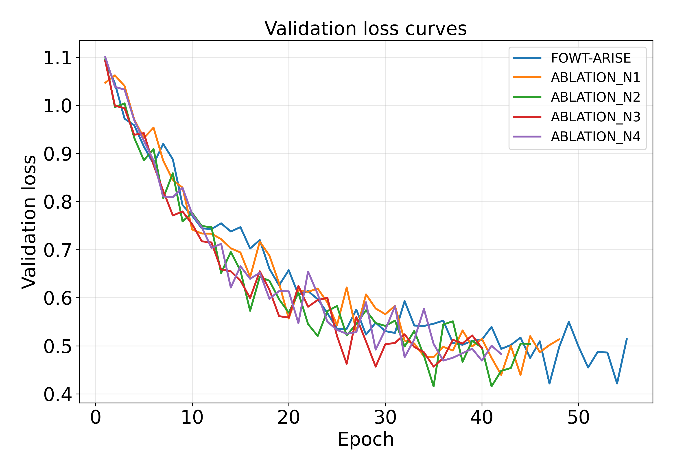 Validation loss curves
Validation loss
1.1
1.0
0.9
0.8
0.7
0.6
0.5
0.4
FOWT-ARISE
ABLATION_N1
ABLATION_N2
ABLATION_N3
ABLATION_N4
0 10 20 30 40 50
Epoch